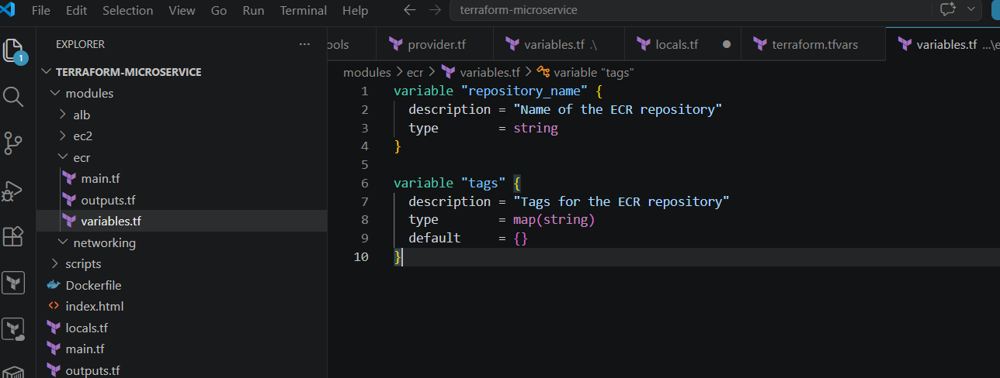 File Edit Selection View Go Run Terminal Help terraform-microservice
EXPLORER ... ools provider.tf variables.tf .\ locals.tf terraform.tfvars variables.tf ...\e
1
TERRAFORM-MICROSERVICE
modules
alb
ec2
ecr
main.tf
outputs.tf
variables.tf
networking
scripts
Dockerfile
index.html
locals.tf
main.tf
outputs.tf
modules > ecr > variables.tf > variable "tags"
1 variable "repository_name" {
2 description = "Name of the ECR repository"
3 type = string
4 }
5
6 variable "tags" {
7 description = "Tags for the ECR repository"
8 type = map(string)
9 default = {}
10 }